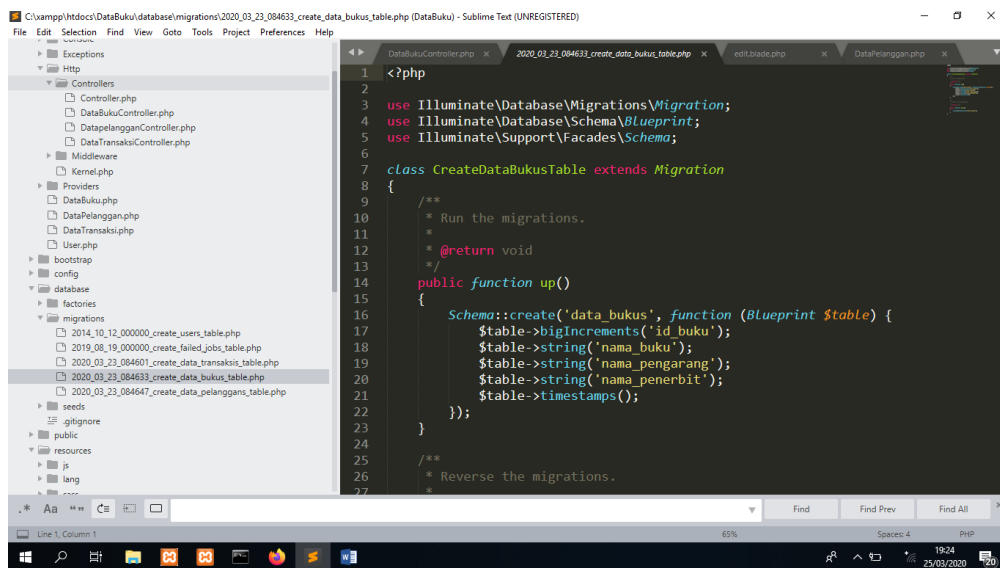 C:\xampp\htdocs\DataBuku\database\migrations\2020_03_23_084633_create_data_bukus_table.php (DataBuku) - Sublime Text (UNREGISTERED)
File Edit Selection Find View Goto Tools Project Preferences Help
Console
Exceptions
Http
Controllers
Controller.php
DataBukuController.php
DatapelangganController.php
DataTransaksiController.php
Middleware
Kernel.php
Providers
DataBuku.php
DataPelanggan.php
DataTransaksi.php
User.php
bootstrap
config
database
factories
migrations
2014_10_12_000000_create_users_table.php
2019_08_19_000000_create_failed_jobs_table.php
2020_03_23_084601_create_data_transaksis_table.php
2020_03_23_084633_create_data_bukus_table.php
2020_03_23_084647_create_data_pelanggans_table.php
seeds
.gitignore
public
resources
js
lang
sass
DataBukuController.php × 2020_03_23_084633_create_data_bukus_table.php × edit.blade.php × DataPelanggan.php ×
1 <?php
2
3 use Illuminate\Database\Migrations\Migration;
4 use Illuminate\Database\Schema\Blueprint;
5 use Illuminate\Support\Facades\Schema;
6
7 class CreateDataBukusTable extends Migration
8 {
9 /**
10 * Run the migrations.
11 *
12 * @return void
13 */
14 public function up()
15 {
16 Schema::create('data_bukus', function (Blueprint $table) {
17 $table->bigIncrements('id_buku');
18 $table->string('nama_buku');
19 $table->string('nama_pengarang');
20 $table->string('nama_penerbit');
21 $table->timestamps();
22 });
23 }
24
25 /**
26 * Reverse the migrations.
27 *
.* Aa "" Find Find Prev Find All
Line 1, Column 1 65% Spaces: 4 PHP
19:24
25/03/2020
20